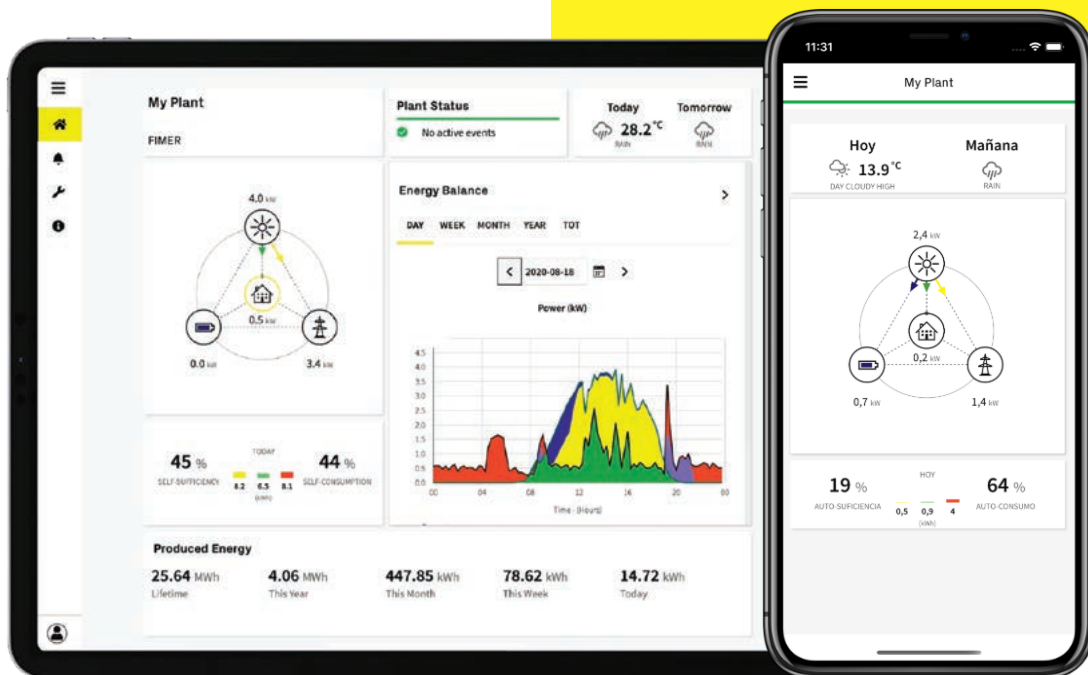 My Plant
FIMER
Plant Status
No active events
Today Tomorrow
28.2°C
RAIN RAIN
4.0 kW
0.5 kW
0.0 kW 3.4 kW
Energy Balance
DAY WEEK MONTH YEAR TOT
2020-08-18
Power (kW)
4.5
4.0
3.5
3.0
2.5
2.0
1.5
1.0
0.5
0.0
00 04 08 12 16 20 00
Time - (Hours)
45 % TODAY 44 %
SELF-SUFFICIENCY 8.2 6.5 8.1 SELF-CONSUMPTION
(kWh)
Produced Energy
25.64 MWh 4.06 MWh 447.85 kWh 78.62 kWh 14.72 kWh
Lifetime This Year This Month This Week Today
11:31
My Plant
Hoy Mañana
13.9°C
DAY CLOUDY HIGH RAIN
2,4 kW
0,2 kW
0,7 kW 1,4 kW
19 % HOY 64 %
AUTO-SUFICIENCIA 0,5 0,9 4 AUTO-CONSUMO
(kWh)